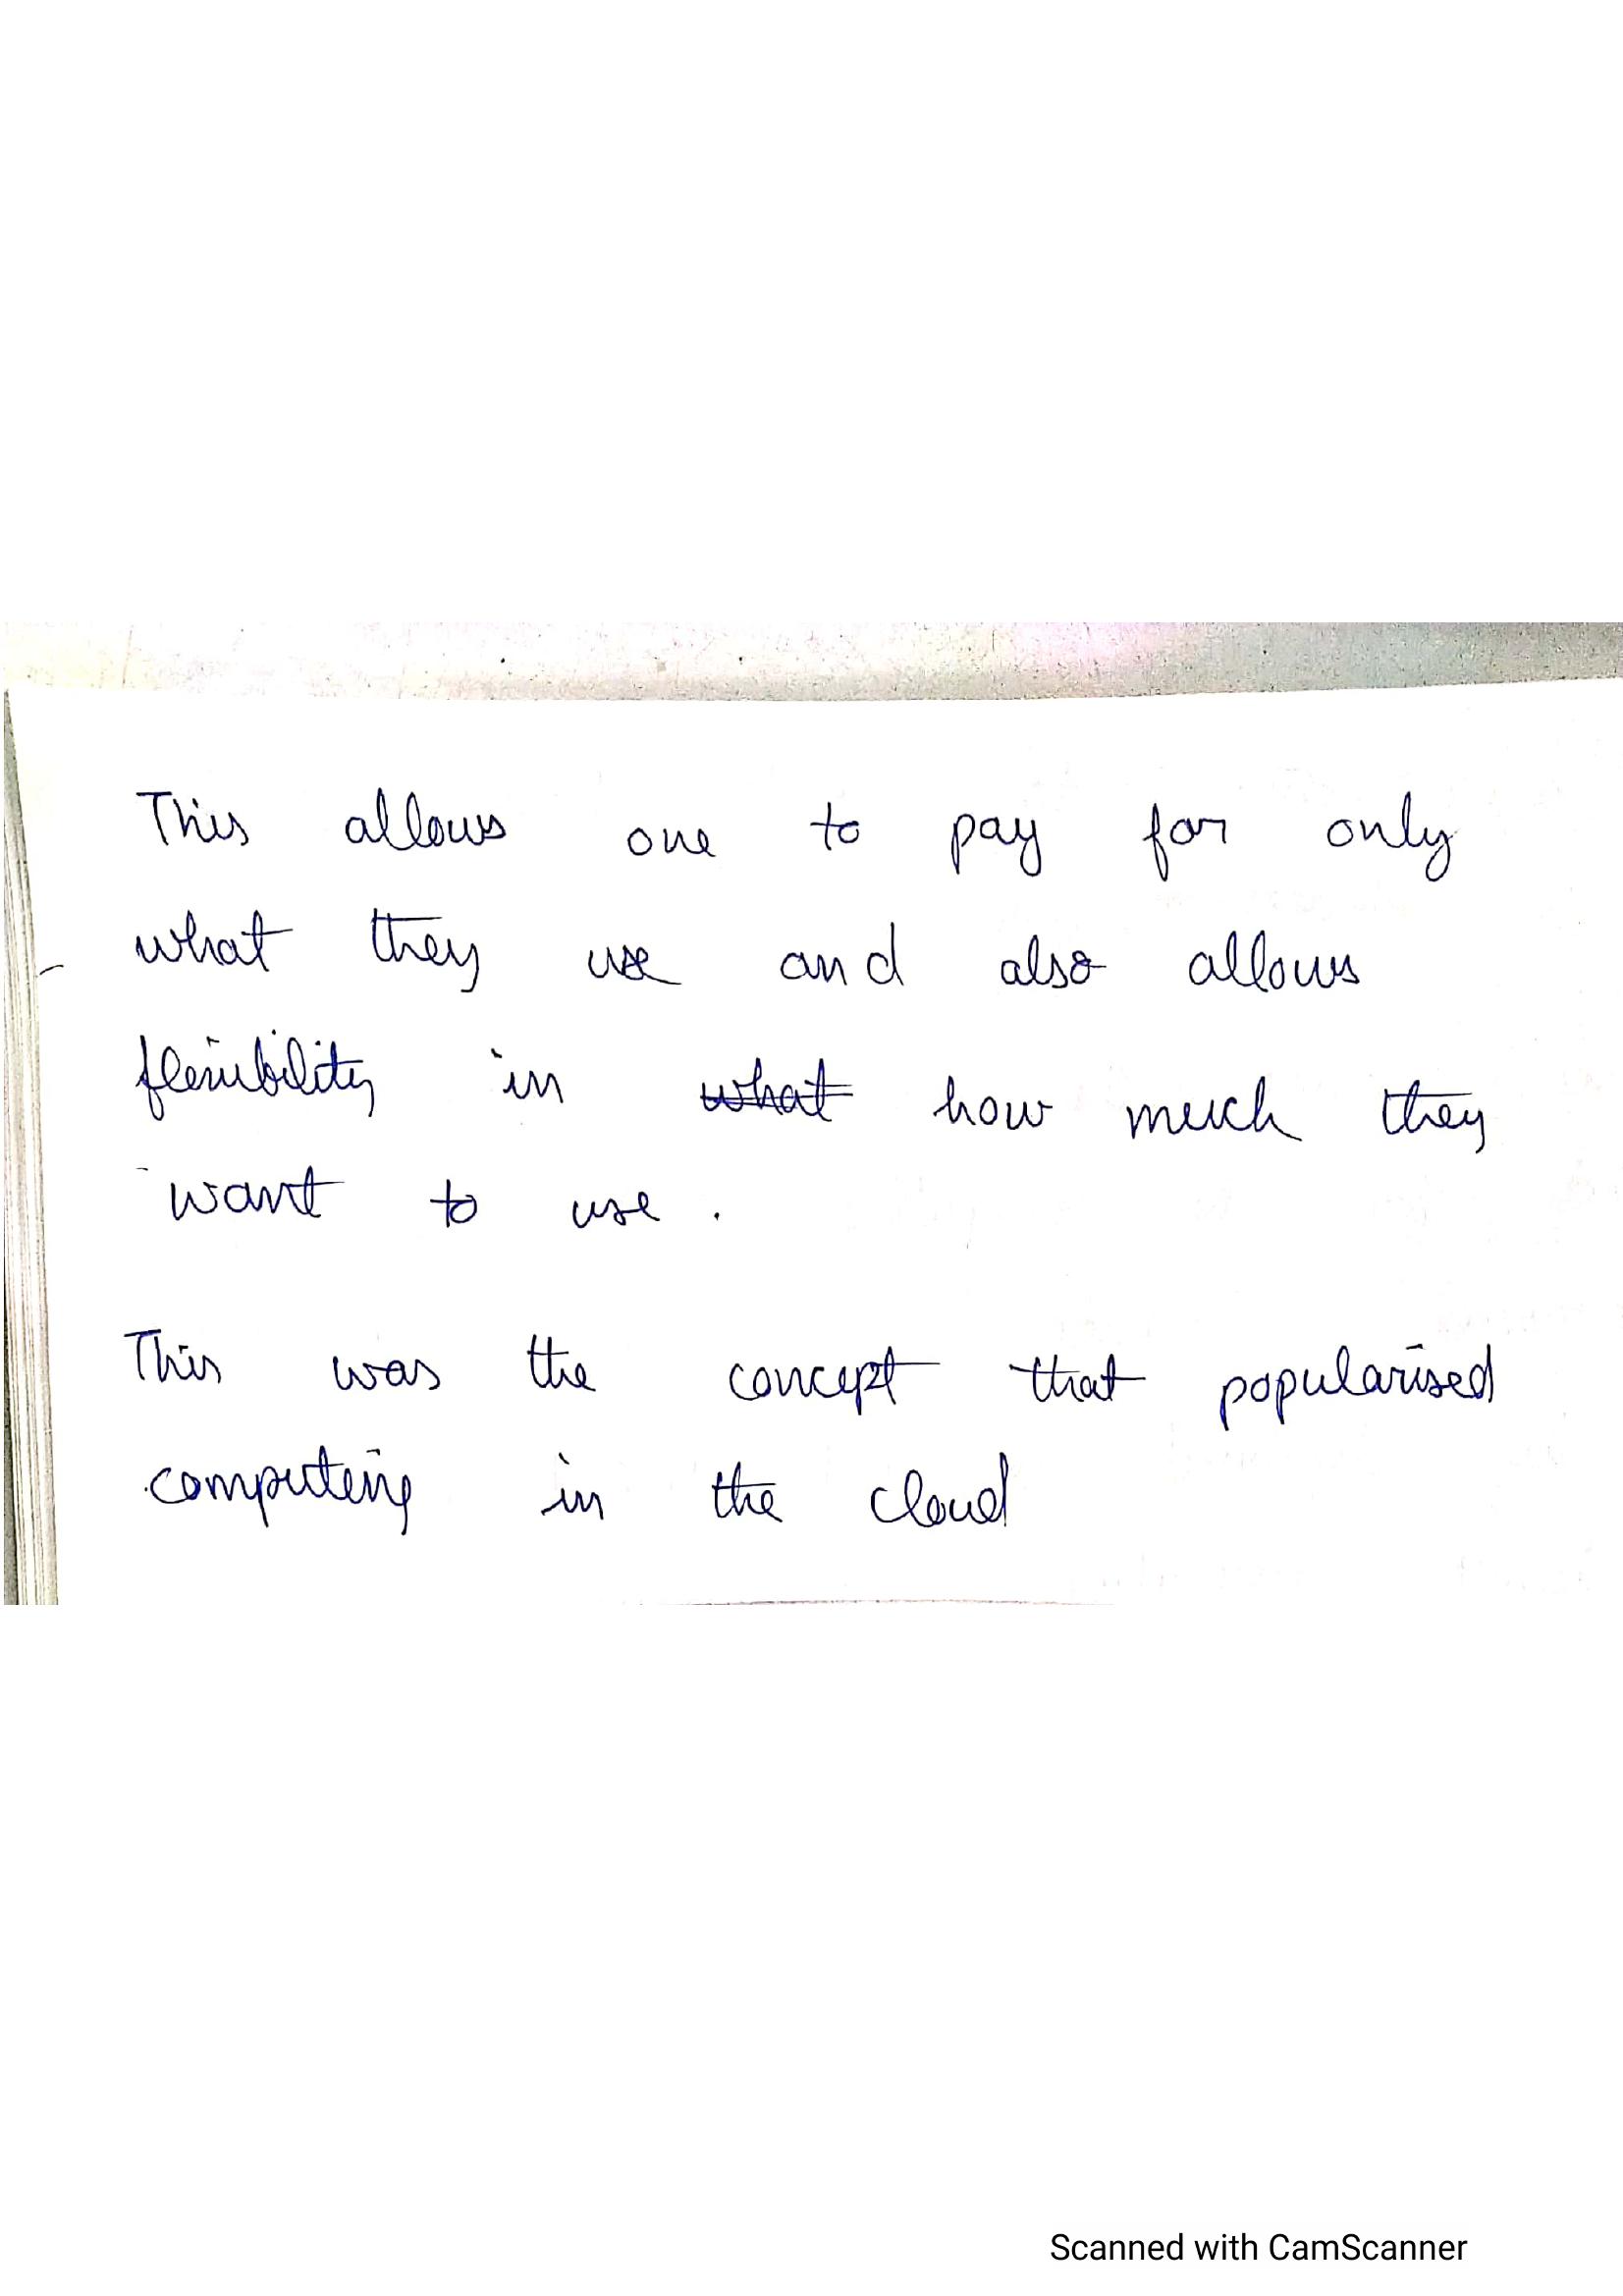 This allows one to pay for only
what they use and also allows
flexibility in ~~what~~ how much they
want to use.
This was the concept that popularised
computing in the cloud
Scanned with CamScanner